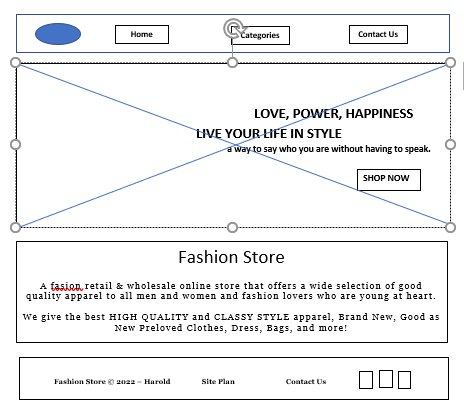 Home
Categories
Contact Us
LOVE, POWER, HAPPINESS
LIVE YOUR LIFE IN STYLE
a way to say who you are without having to speak.
SHOP NOW
Fashion Store
A fasion retail & wholesale online store that offers a wide selection of good
quality apparel to all men and women and fashion lovers who are young at heart.
We give the best HIGH QUALITY and CLASSY STYLE apparel, Brand New, Good as
New Preloved Clothes, Dress, Bags, and more!
Fashion Store © 2022 – Harold
Site Plan
Contact Us